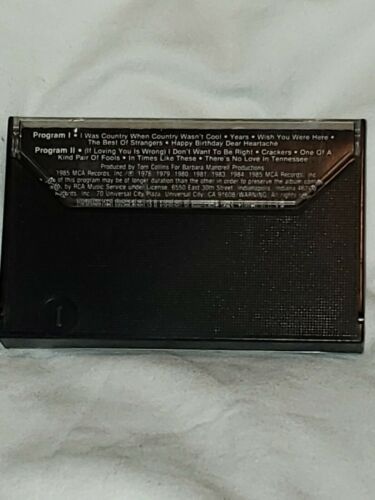 Program I • I Was Country When Country Wasn't Cool • Years • Wish You Were Here •
The Best Of Strangers • Happy Birthday Dear Heartache
Program II • (If Loving You Is Wrong) I Don't Want To Be Right • Crackers • One Of A
Kind Pair Of Fools • In Times Like These • There's No Love In Tennessee
Produced by Tom Collins For Barbara Mandrell Productions
1985 MCA Records, Inc. ℗ 1978, 1979, 1980, 1981, 1983, 1984, 1985 MCA Records, Inc.
of this program may be of longer duration than the other in order to preserve the album
by RCA Music Service under License, 6550 East 30th Street, Indianapolis, Indiana
Records, Inc., 70 Universal City Plaza, Universal City, CA 91608 WARNING: All rights
I